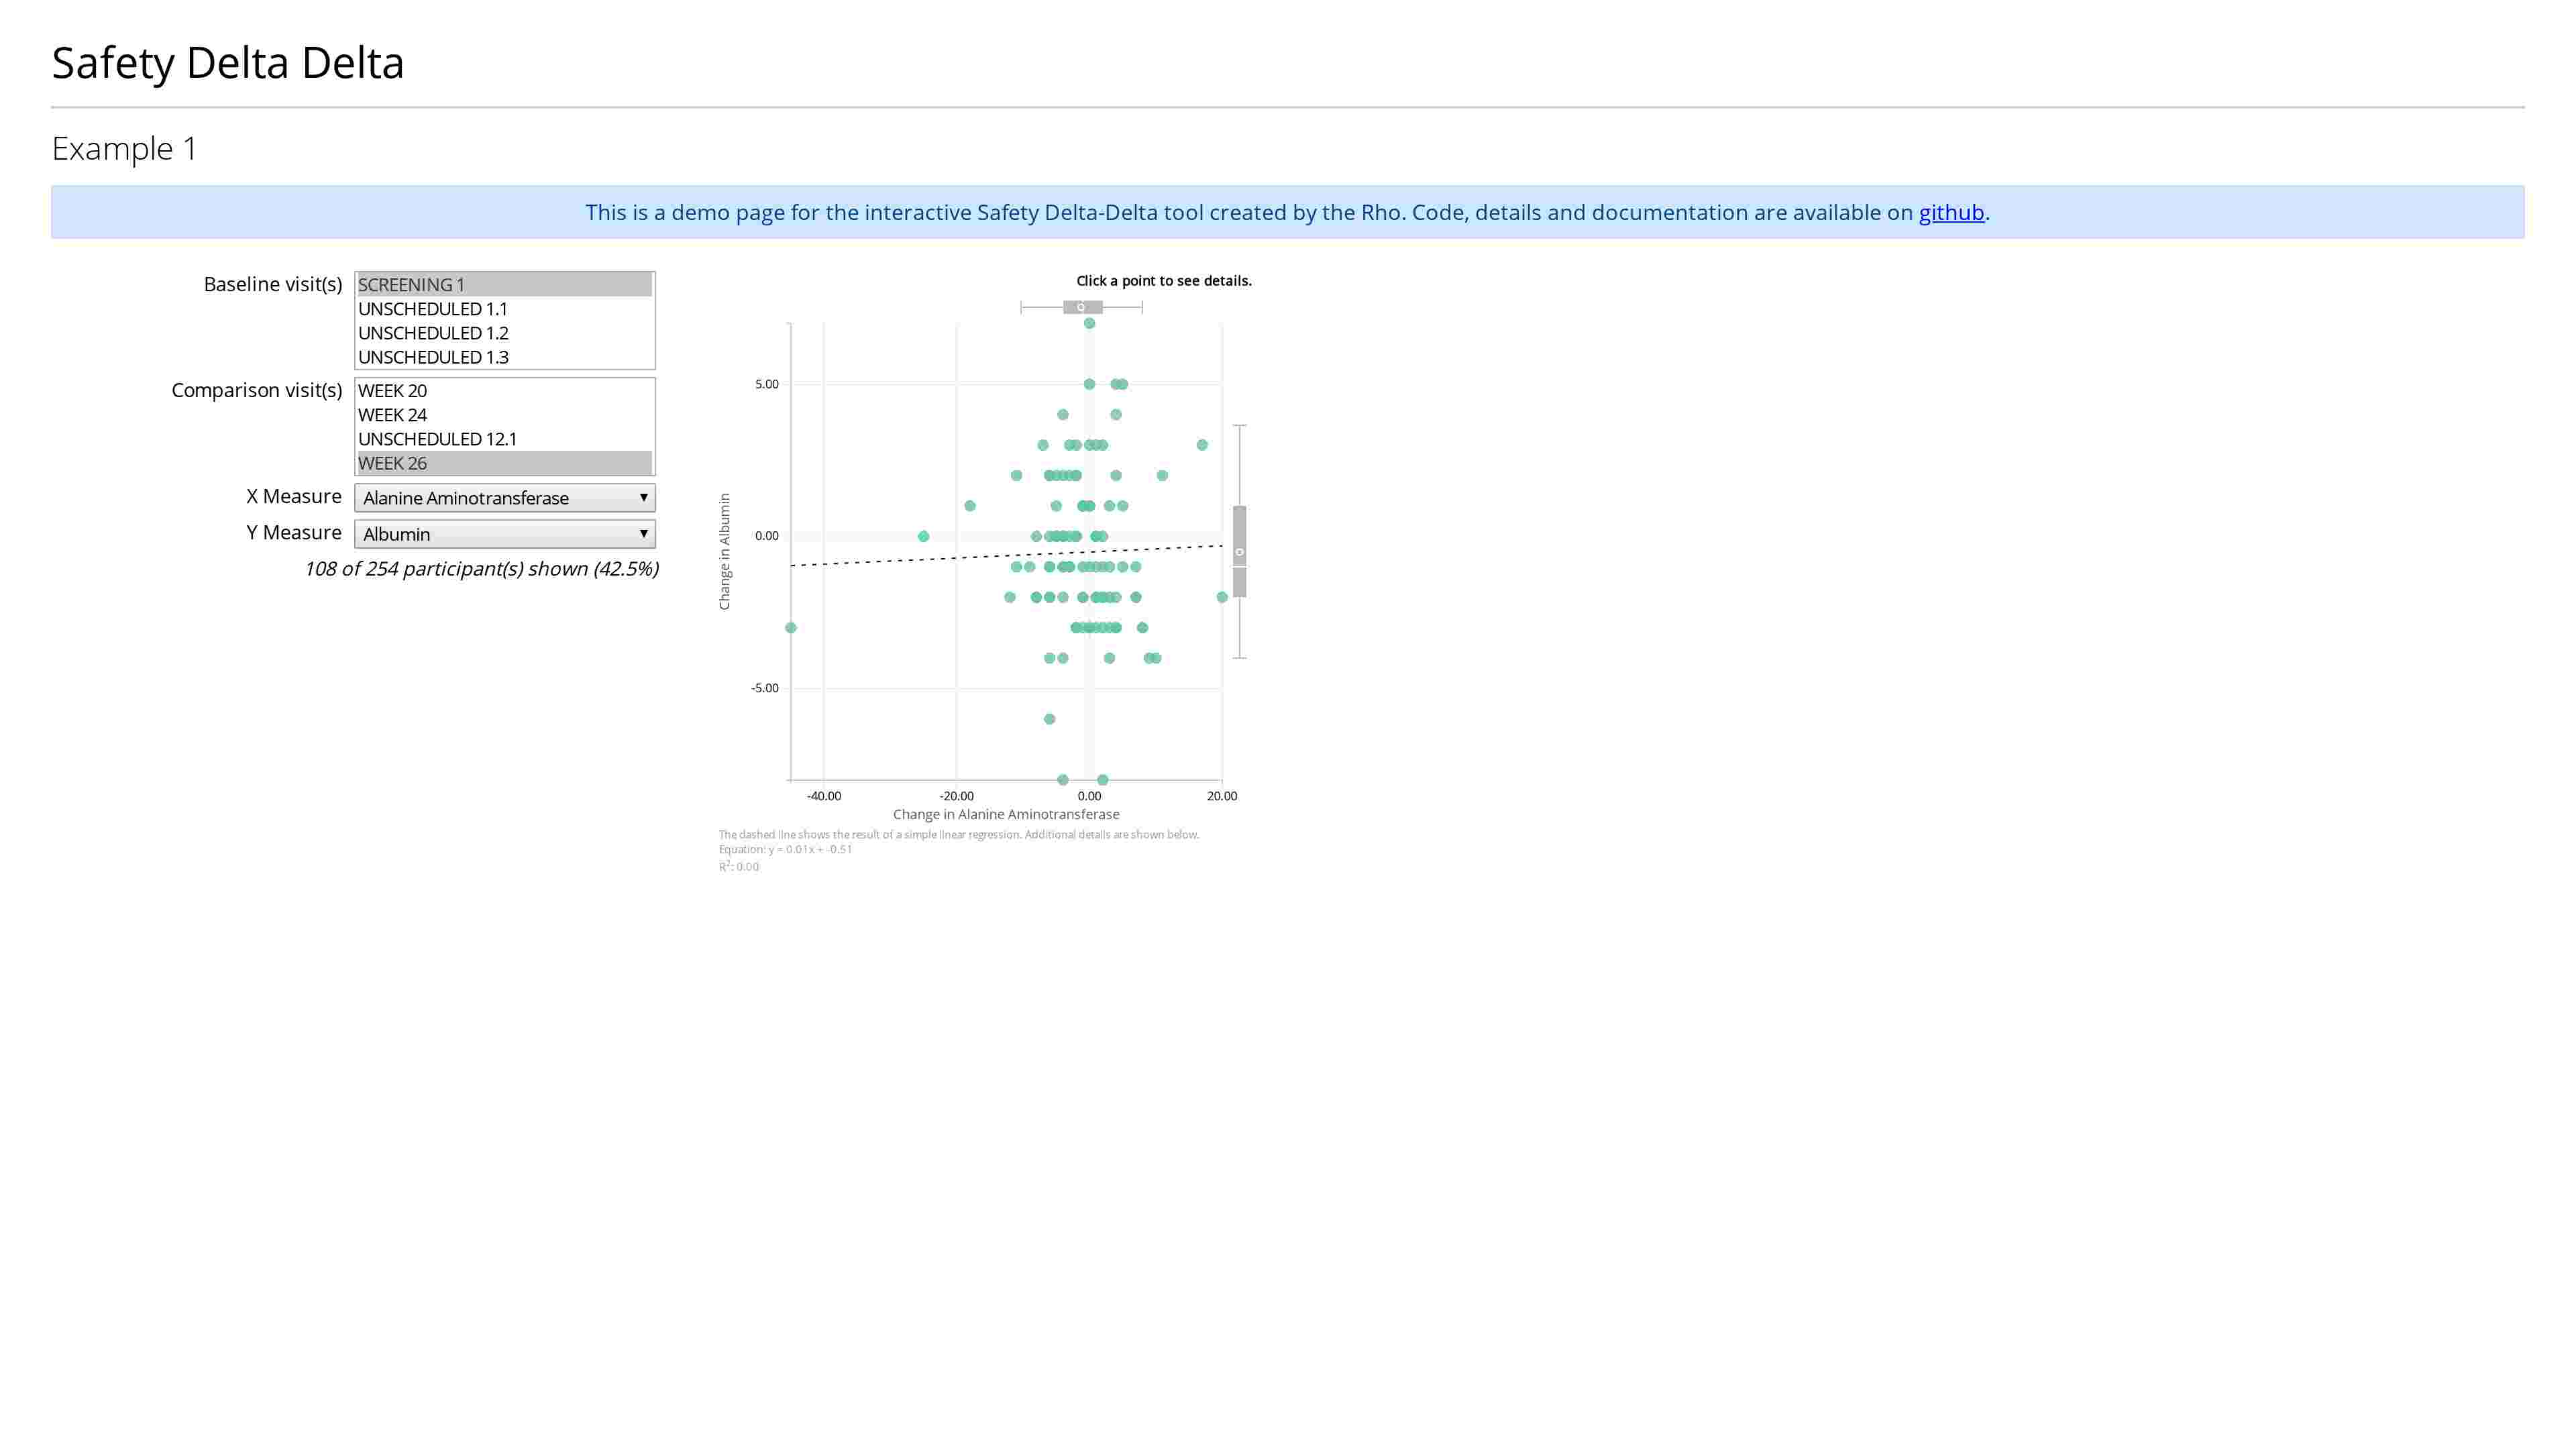 Safety Delta Delta
Example 1
This is a demo page for the interactive Safety Delta-Delta tool created by the Rho. Code, details and documentation are available on github.
Baseline visit(s)
SCREENING 1
UNSCHEDULED 1.1
UNSCHEDULED 1.2
UNSCHEDULED 1.3
Comparison visit(s)
WEEK 20
WEEK 24
UNSCHEDULED 12.1
WEEK 26
X Measure
Alanine Aminotransferase
Y Measure
Albumin
108 of 254 participant(s) shown (42.5%)
Click a point to see details.
5.00
0.00
-5.00
Change in Albumin
-40.00
-20.00
0.00
20.00
Change in Alanine Aminotransferase
The dashed line shows the result of a simple linear regression. Additional details are shown below.
Equation: y = 0.01x + -0.51
R²: 0.00